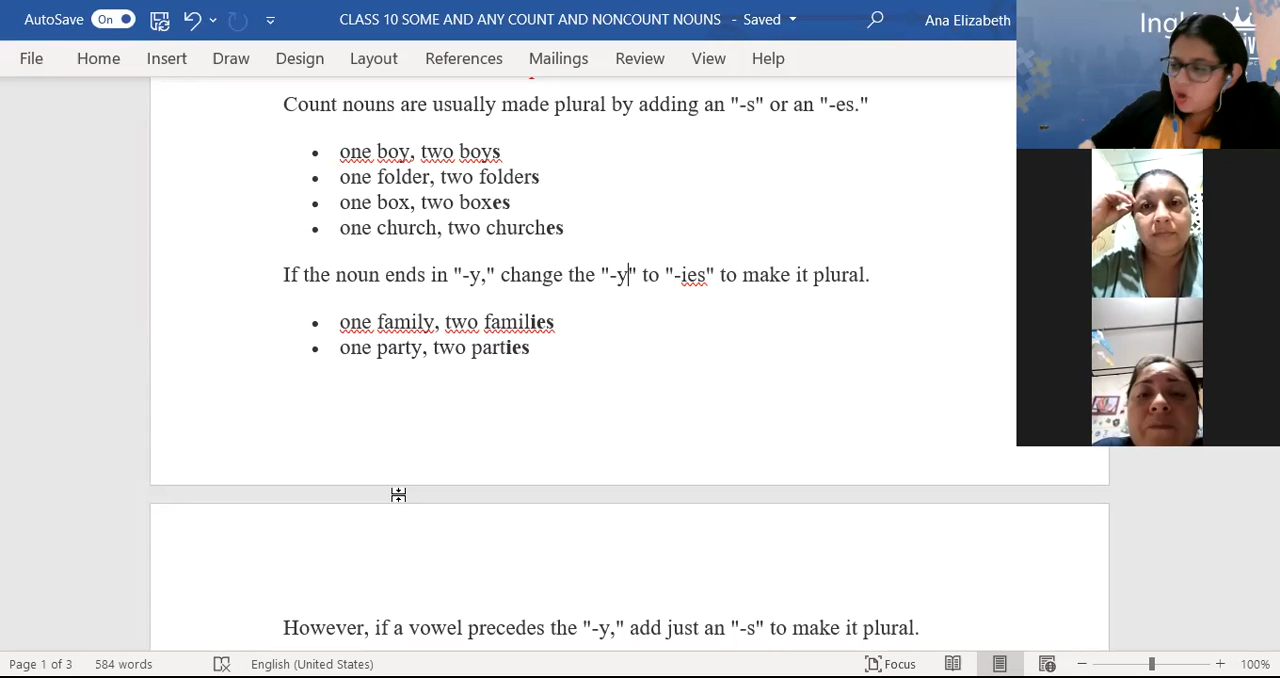 AutoSave On CLASS 10 SOME AND ANY COUNT AND NONCOUNT NOUNS - Saved Ana Elizabeth
File Home Insert Draw Design Layout References Mailings Review View Help
Count nouns are usually made plural by adding an "-s" or an "-es."
• one boy, two boys
• one folder, two folders
• one box, two boxes
• one church, two churches
If the noun ends in "-y," change the "-y" to "-ies" to make it plural.
• one family, two families
• one party, two parties
However, if a vowel precedes the "-y," add just an "-s" to make it plural.
Page 1 of 3 584 words English (United States) Focus 100%